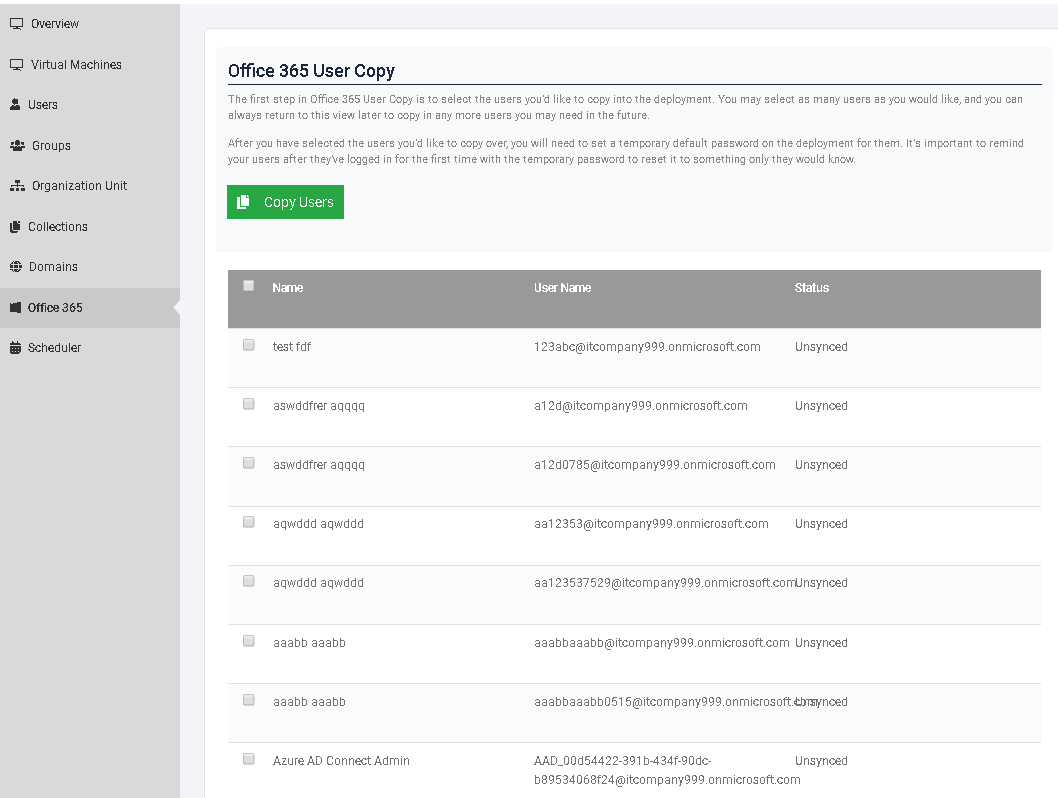 Overview
Virtual Machines
Users
Groups
Organization Unit
Collections
Domains
Office 365
Scheduler
Office 365 User Copy
The first step in Office 365 User Copy is to select the users you'd like to copy into the deployment. You may select as many users as you would like, and you can
always return to this view later to copy in any more users you may need in the future.
After you have selected the users you'd like to copy over, you will need to set a temporary default password on the deployment for them. It's important to remind
your users after they've logged in for the first time with the temporary password to reset it to something only they would know.
Copy Users
Name User Name Status
test fdf 123abc@itcompany999.onmicrosoft.com Unsynced
aswddfrer aqqqq a12d@itcompany999.onmicrosoft.com Unsynced
aswddfrer aqqqq a12d0785@itcompany999.onmicrosoft.com Unsynced
aqwddd aqwddd aa12353@itcompany999.onmicrosoft.com Unsynced
aqwddd aqwddd aa123537529@itcompany999.onmicrosoft.com Unsynced
aaabb aaabb aaabbaaabb@itcompany999.onmicrosoft.com Unsynced
aaabb aaabb aaabbaaabb0515@itcompany999.onmicrosoft.com Unsynced
Azure AD Connect Admin AAD_00d54422-391b-434f-90dc- Unsynced
b89534068f24@itcompany999.onmicrosoft.com